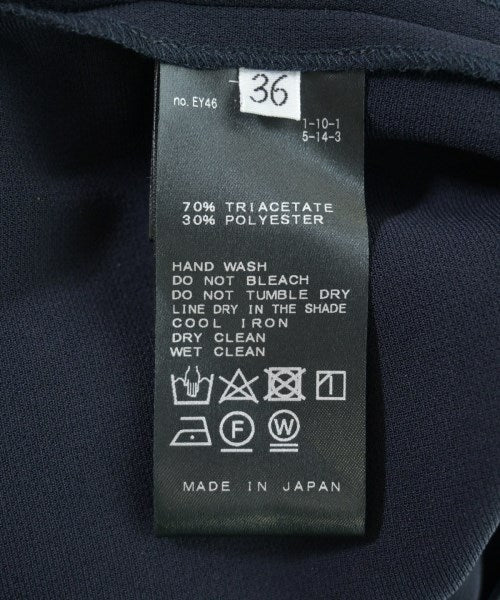 36
no. EY46
1-10-1
5-14-3
70% TRIACETATE
30% POLYESTER
HAND WASH
DO NOT BLEACH
DO NOT TUMBLE DRY
LINE DRY IN THE SHADE
COOL IRON
DRY CLEAN
WET CLEAN
F W
MADE IN JAPAN